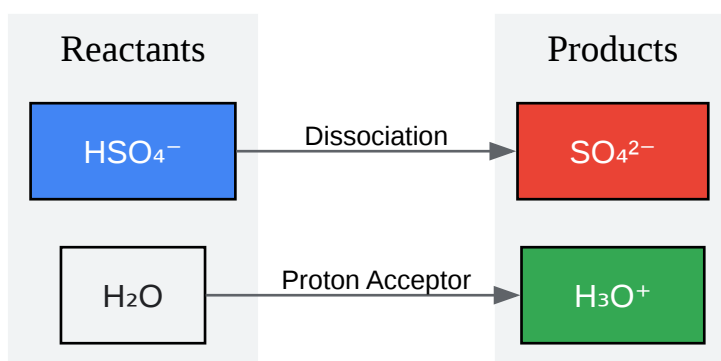 Reactants
Products
HSO₄⁻
Dissociation
SO₄²⁻
H₂O
Proton Acceptor
H₃O⁺